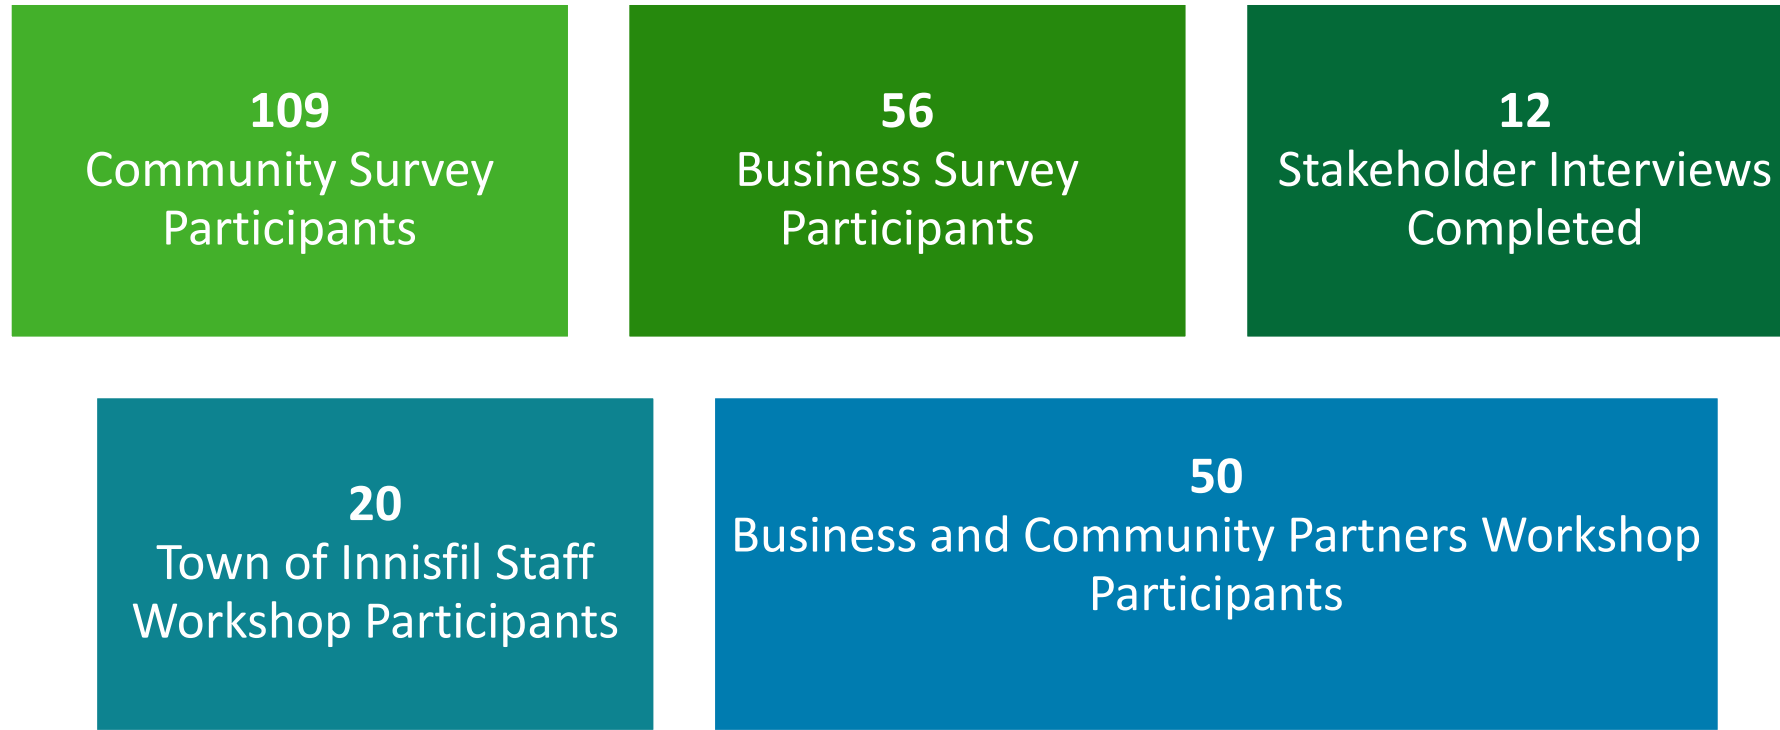 109
Community Survey
Participants
56
Business Survey
Participants
12
Stakeholder Interviews
Completed
20
Town of Innisfil Staff
Workshop Participants
50
Business and Community Partners Workshop
Participants